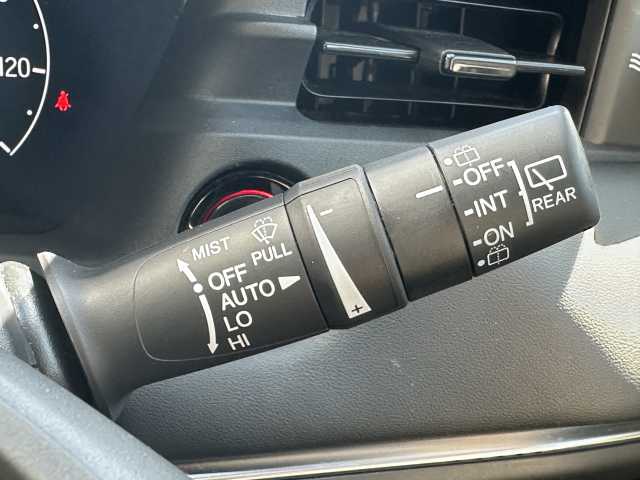 120
MIST
PULL
OFF
AUTO
LO
HI
-
+
OFF
INT
ON
REAR